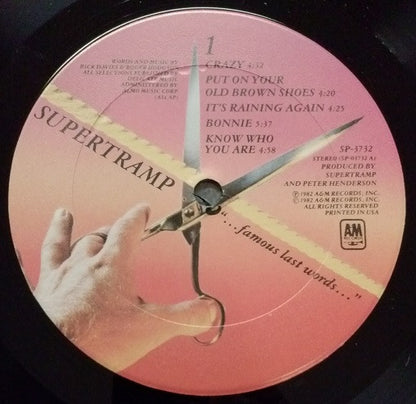 1
WORDS AND MUSIC BY
RICK DAVIES & ROGER HODGSON
ALL SELECTIONS PUBLISHED BY
DELICATE MUSIC
ADMINISTERED BY
ALMO MUSIC CORP
(ASCAP)
CRAZY 4:32
PUT ON YOUR
OLD BROWN SHOES 4:20
IT'S RAINING AGAIN 4:25
BONNIE 5:37
KNOW WHO
YOU ARE 4:58
SUPERTRAMP
"...famous last words..."
SP-3732
STEREO (SP-03732 A)
PRODUCED BY
SUPERTRAMP
AND PETER HENDERSON
℗ 1982 A&M RECORDS, INC.
© 1982 A&M RECORDS, INC.
ALL RIGHTS RESERVED
PRINTED IN USA
A&M
RECORDS